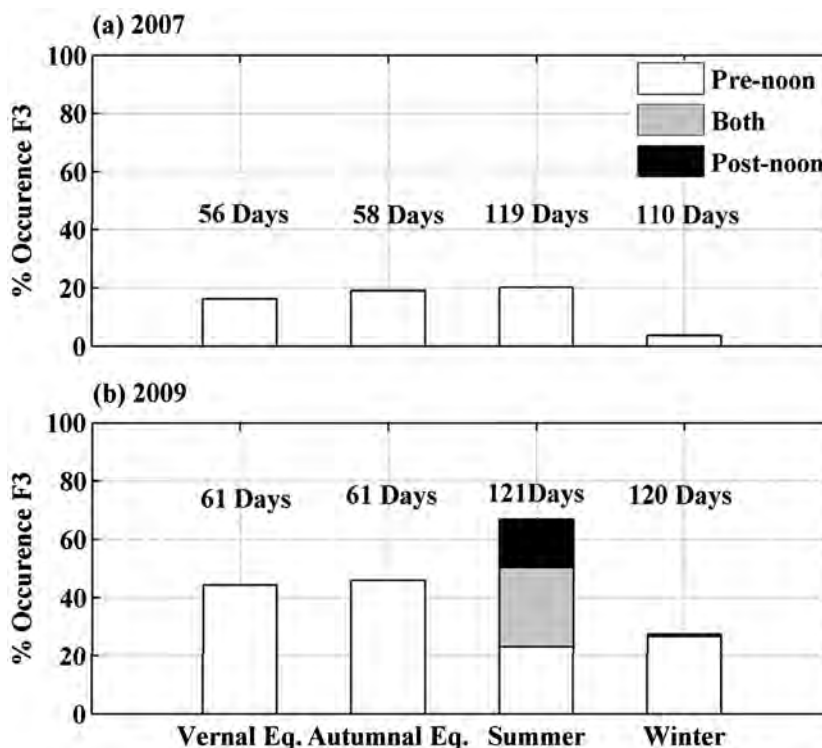 (a) 2007
100
80
60
40
20
0
% Occurence F3
Pre-noon
Both
Post-noon
56 Days 58 Days 119 Days 110 Days
(b) 2009
100
80
60
40
20
0
% Occurence F3
61 Days 61 Days 121Days 120 Days
Vernal Eq. Autumnal Eq. Summer Winter